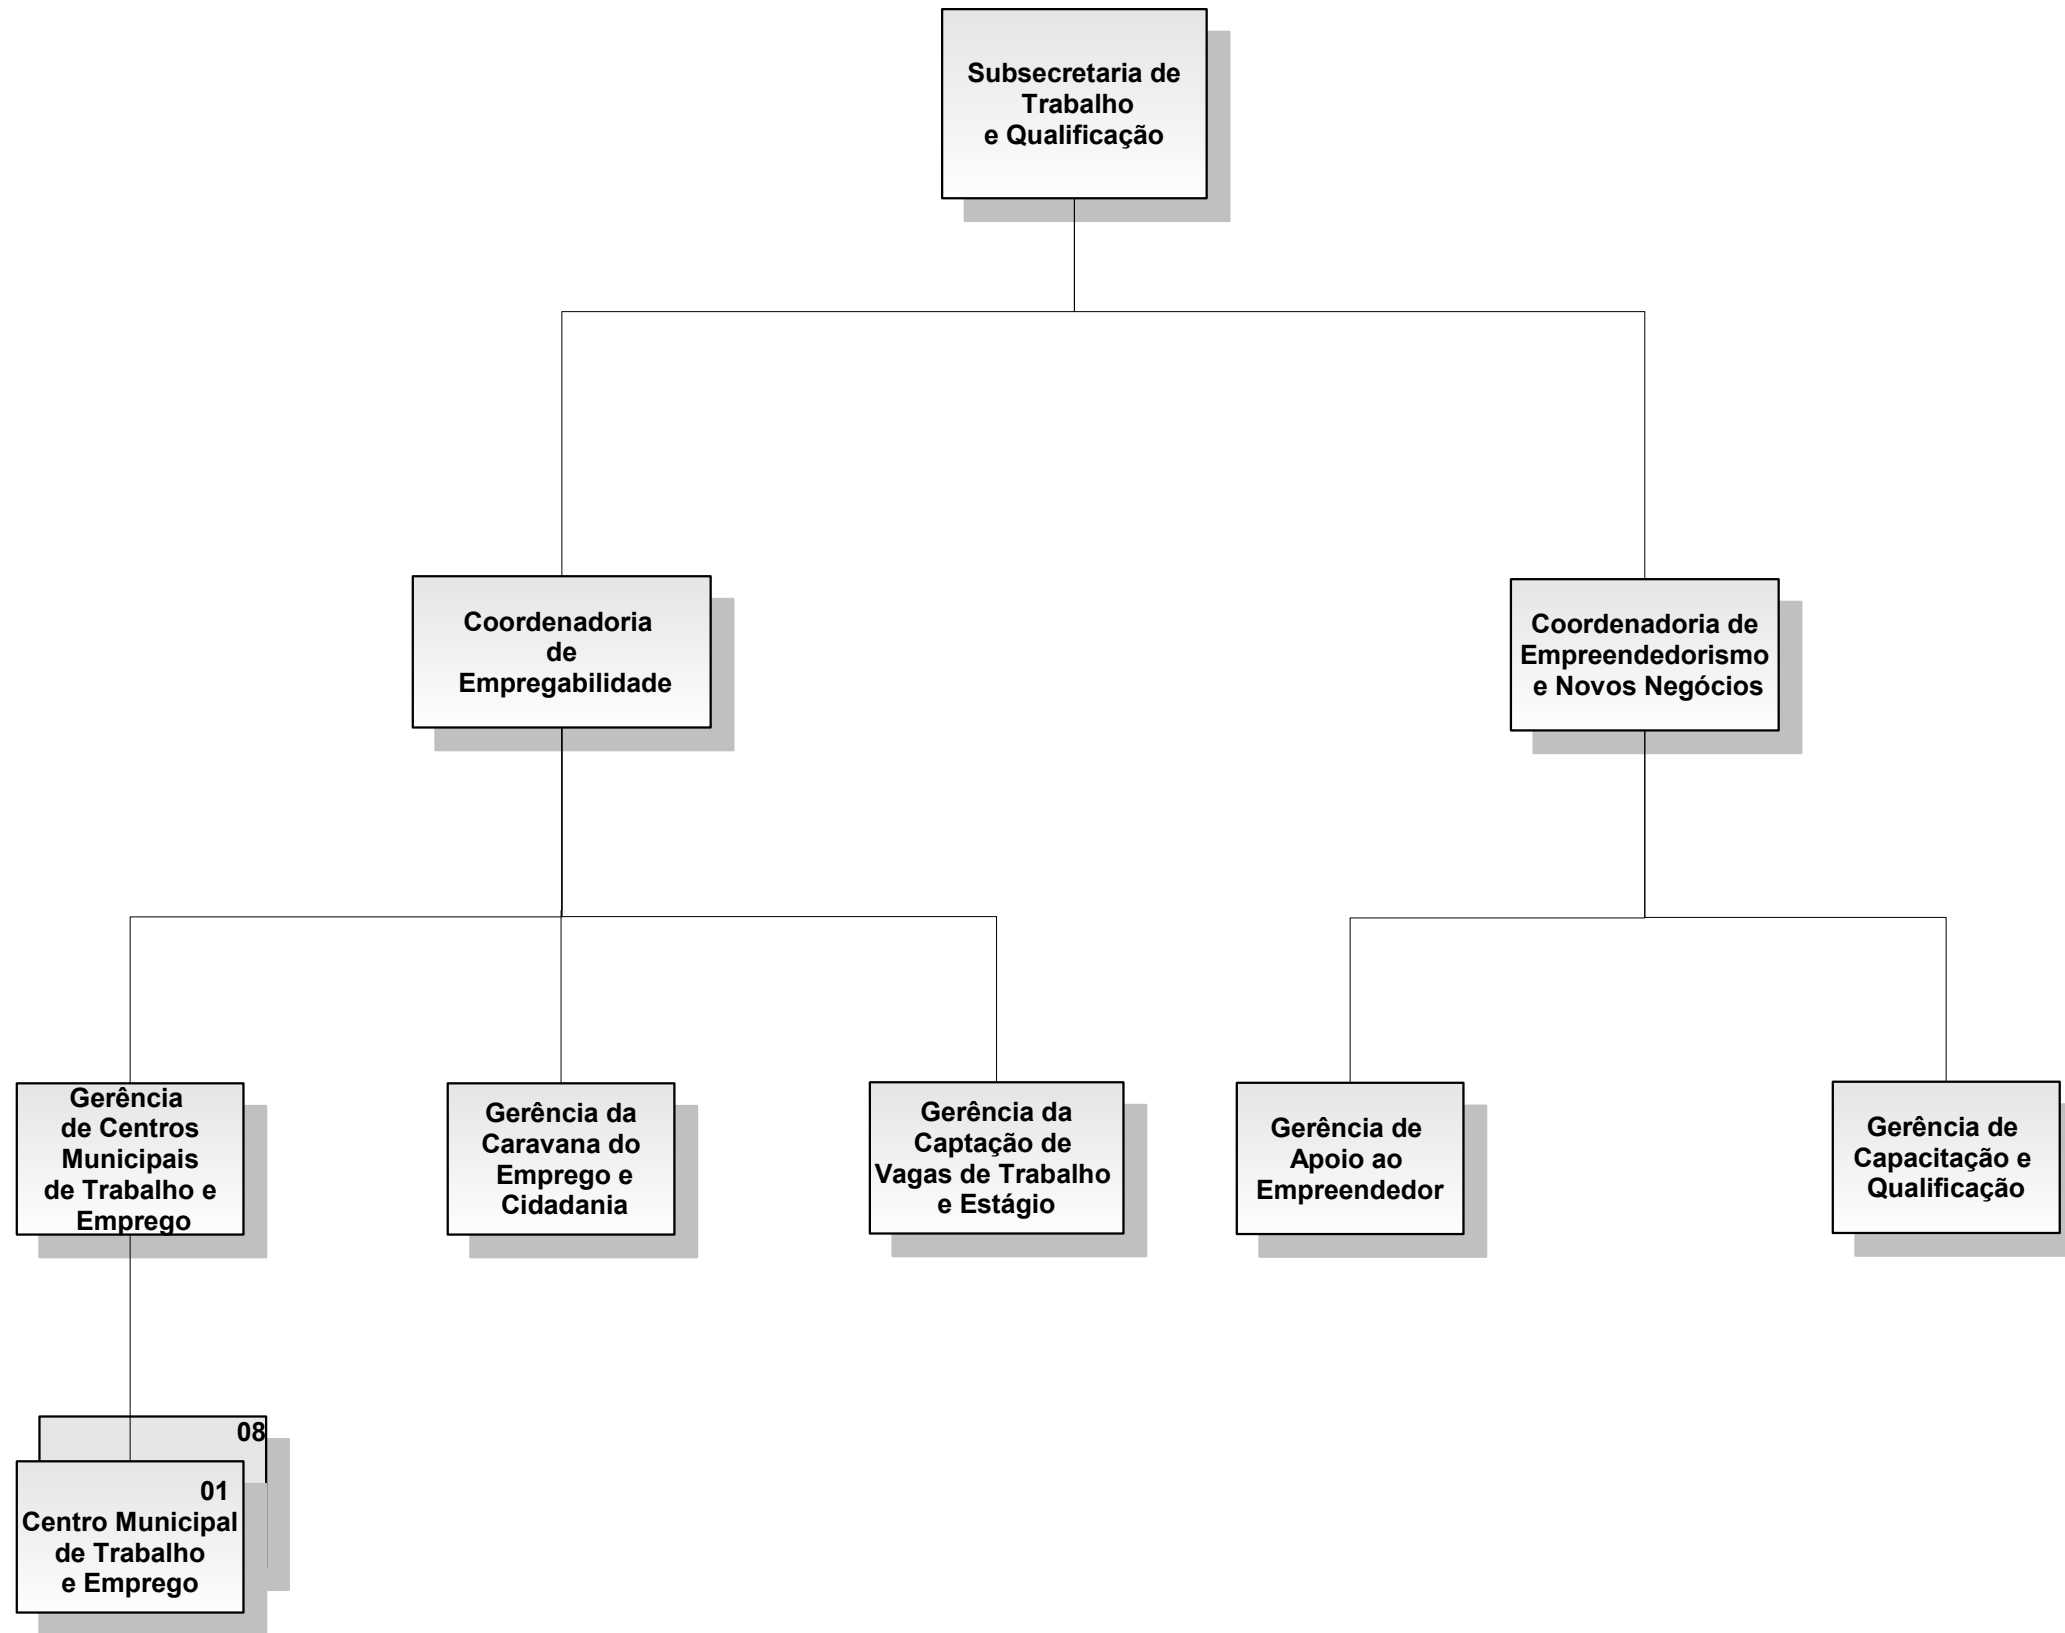 Subsecretaria de
Trabalho
e Qualificação
Coordenadoria
de
Empregabilidade
Coordenadoria de
Empreendedorismo
e Novos Negócios
Gerência
de Centros
Municipais
de Trabalho e
Emprego
Gerência da
Caravana do
Emprego e
Cidadania
Gerência da
Captação de
Vagas de Trabalho
e Estágio
Gerência de
Apoio ao
Empreendedor
Gerência de
Capacitação e
Qualificação
08
01
Centro Municipal
de Trabalho
e Emprego